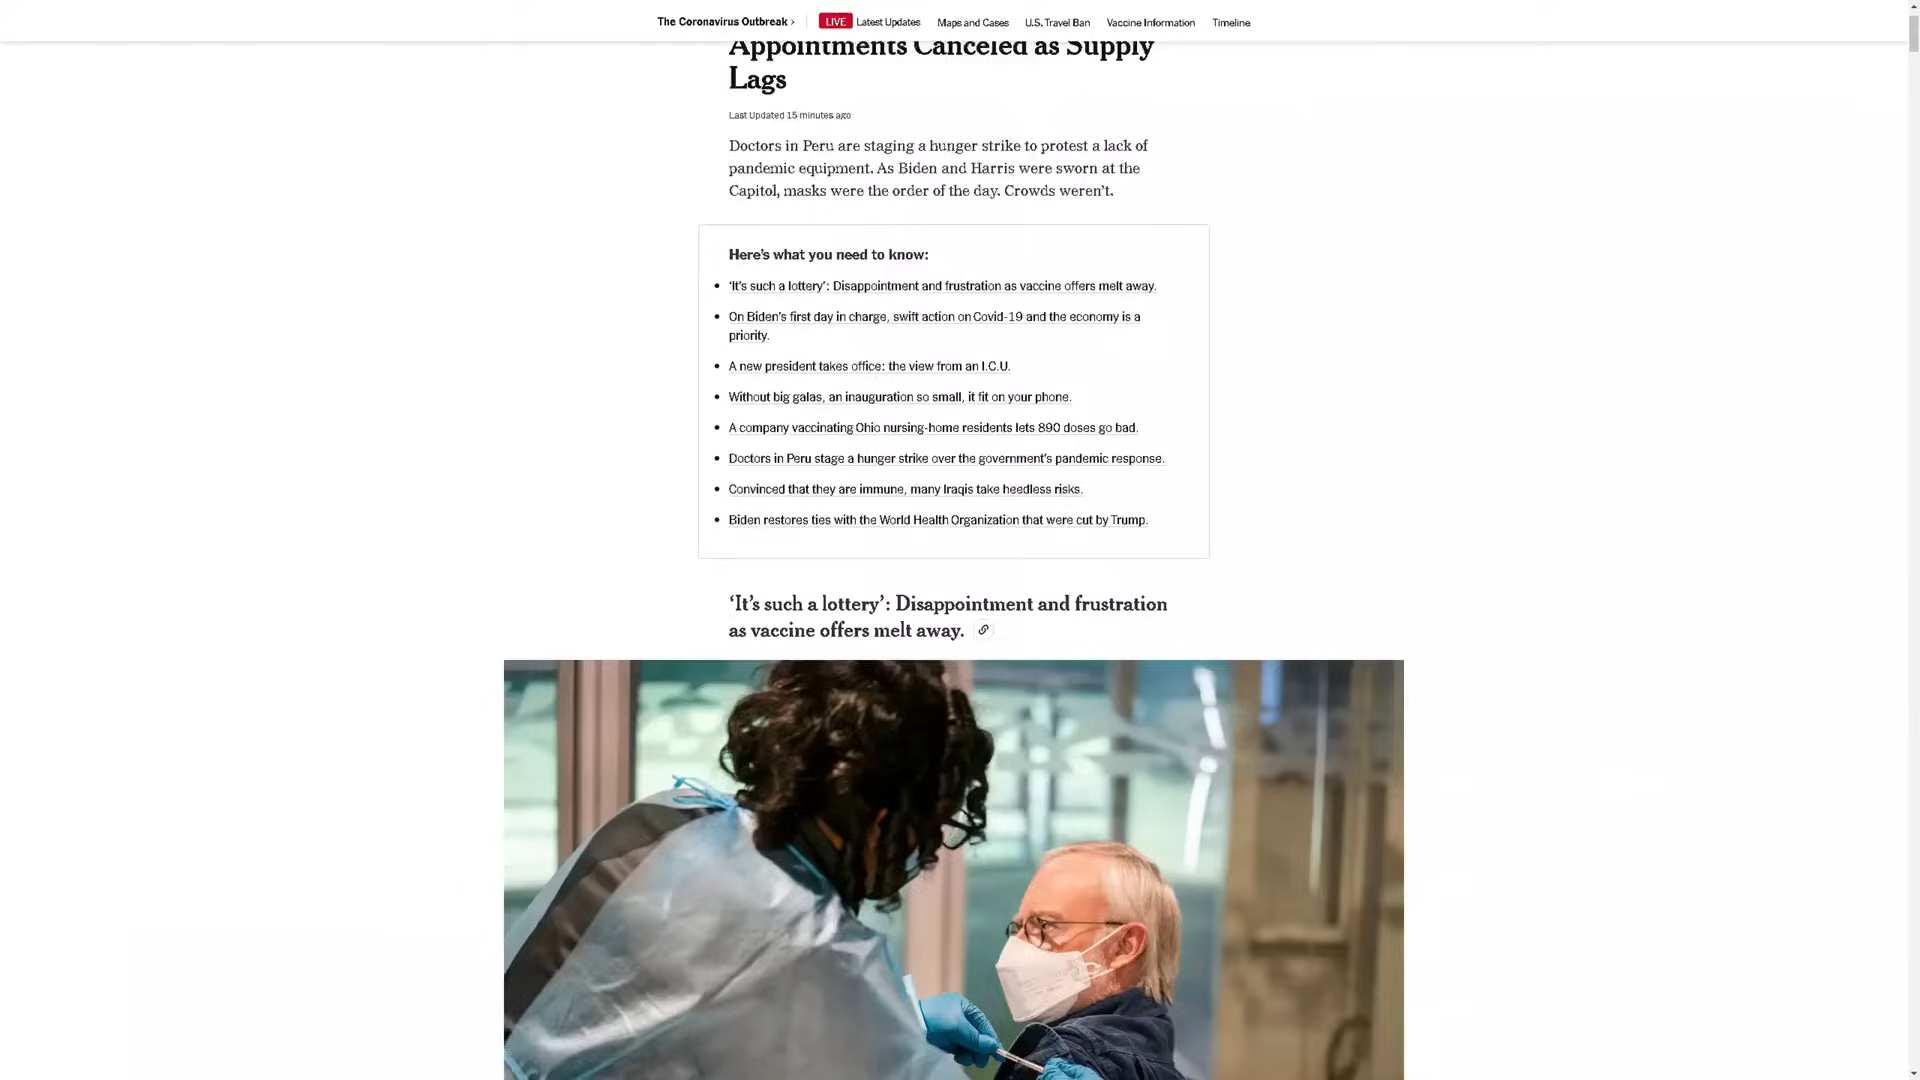 The Coronavirus Outbreak ›
LIVE Latest Updates Maps and Cases U.S. Travel Ban Vaccine Information Timeline
Appointments Canceled as Supply
Lags
Last Updated 15 minutes ago
Doctors in Peru are staging a hunger strike to protest a lack of
pandemic equipment. As Biden and Harris were sworn at the
Capitol, masks were the order of the day. Crowds weren’t.
Here’s what you need to know:
• ‘It’s such a lottery’: Disappointment and frustration as vaccine offers melt away.
• On Biden’s first day in charge, swift action on Covid-19 and the economy is a
priority.
• A new president takes office: the view from an I.C.U.
• Without big galas, an inauguration so small, it fit on your phone.
• A company vaccinating Ohio nursing-home residents lets 890 doses go bad.
• Doctors in Peru stage a hunger strike over the government’s pandemic response.
• Convinced that they are immune, many Iraqis take heedless risks.
• Biden restores ties with the World Health Organization that were cut by Trump.
‘It’s such a lottery’: Disappointment and frustration
as vaccine offers melt away.